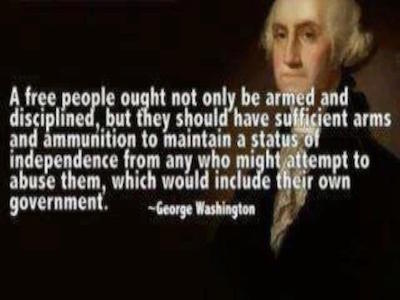 A free people ought not only be armed and
disciplined, but they should have sufficient arms
and ammunition to maintain a status of
independence from any who might attempt to
abuse them, which would include their own
government.
~George Washington